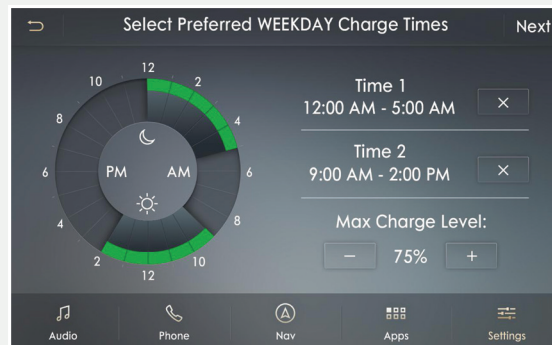 Select Preferred WEEKDAY Charge Times
Next
12
2
4
6
8
10
12
2
4
6
8
10
PM
AM
Time 1
12:00 AM - 5:00 AM
×
Time 2
9:00 AM - 2:00 PM
×
Max Charge Level:
− 75% +
Audio
Phone
Nav
Apps
Settings